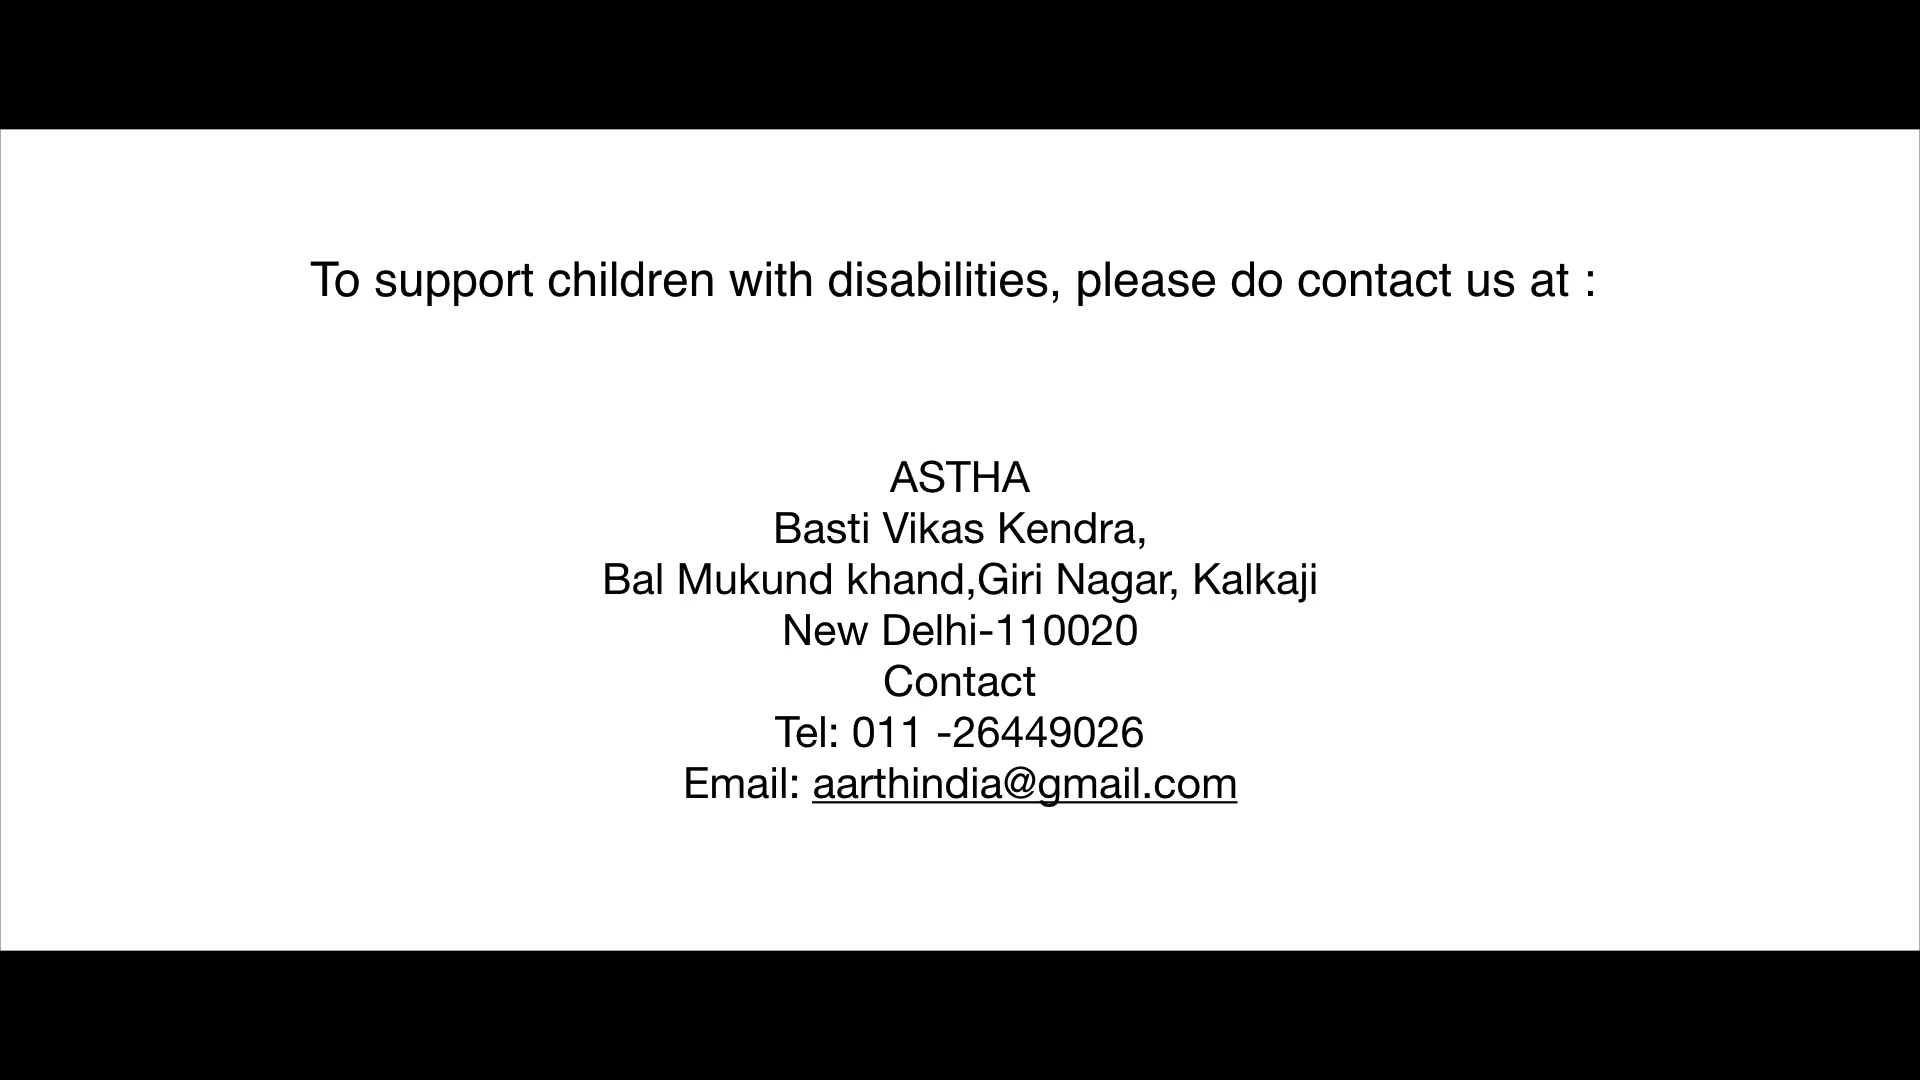 To support children with disabilities, please do contact us at :
ASTHA
Basti Vikas Kendra,
Bal Mukund khand,Giri Nagar, Kalkaji
New Delhi-110020
Contact
Tel: 011 -26449026
Email: aarthindia@gmail.com